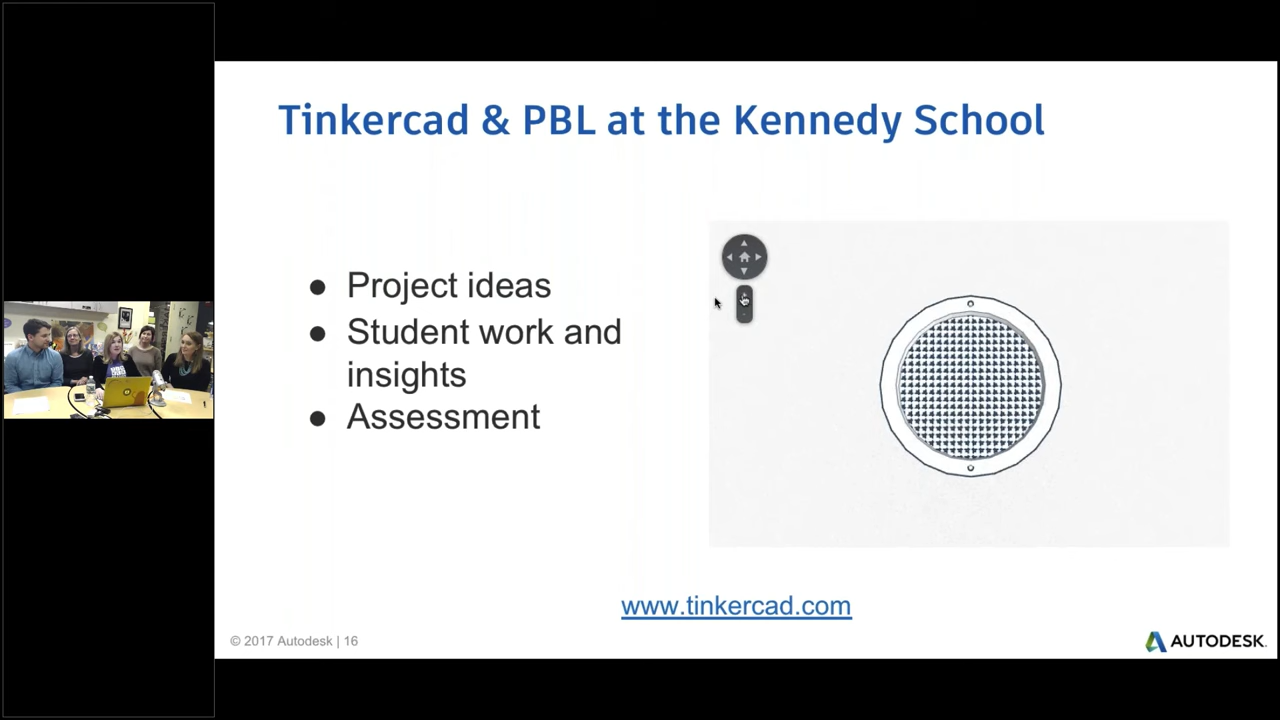 Tinkercad & PBL at the Kennedy School
● Project ideas
● Student work and
insights
● Assessment
www.tinkercad.com
© 2017 Autodesk | 16
AUTODESK.